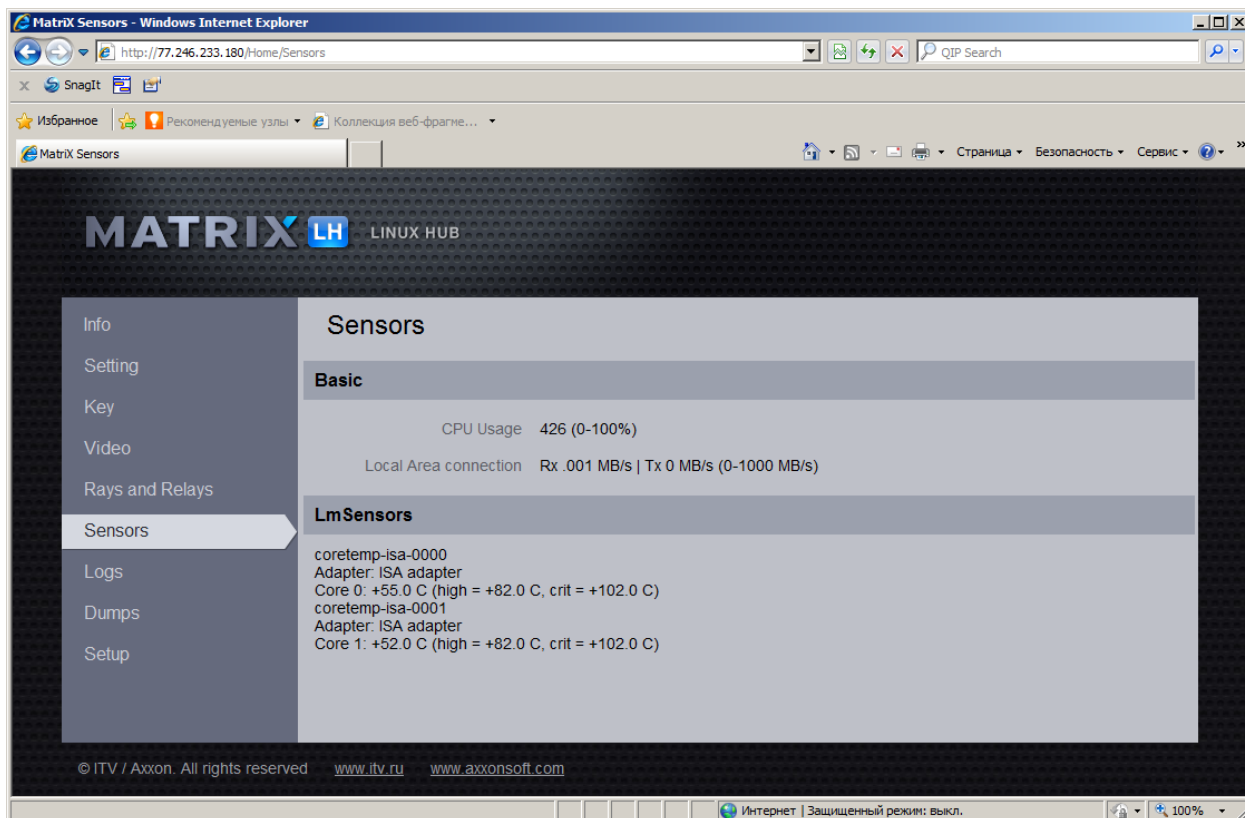 MatriX Sensors - Windows Internet Explorer
http://77.246.233.180/Home/Sensors
QIP Search
x SnagIt
Избранное Рекомендуемые узлы Коллекция веб-фрагме...
MatriX Sensors
Страница Безопасность Сервис »
MATRIX LH LINUX HUB
Info
Setting
Key
Video
Rays and Relays
Sensors
Logs
Dumps
Setup
Sensors
Basic
CPU Usage 426 (0-100%)
Local Area connection Rx .001 MB/s | Tx 0 MB/s (0-1000 MB/s)
LmSensors
coretemp-isa-0000
Adapter: ISA adapter
Core 0: +55.0 C (high = +82.0 C, crit = +102.0 C)
coretemp-isa-0001
Adapter: ISA adapter
Core 1: +52.0 C (high = +82.0 C, crit = +102.0 C)
© ITV / Axxon. All rights reserved www.itv.ru www.axxonsoft.com
Интернет | Защищенный режим: выкл. 100%